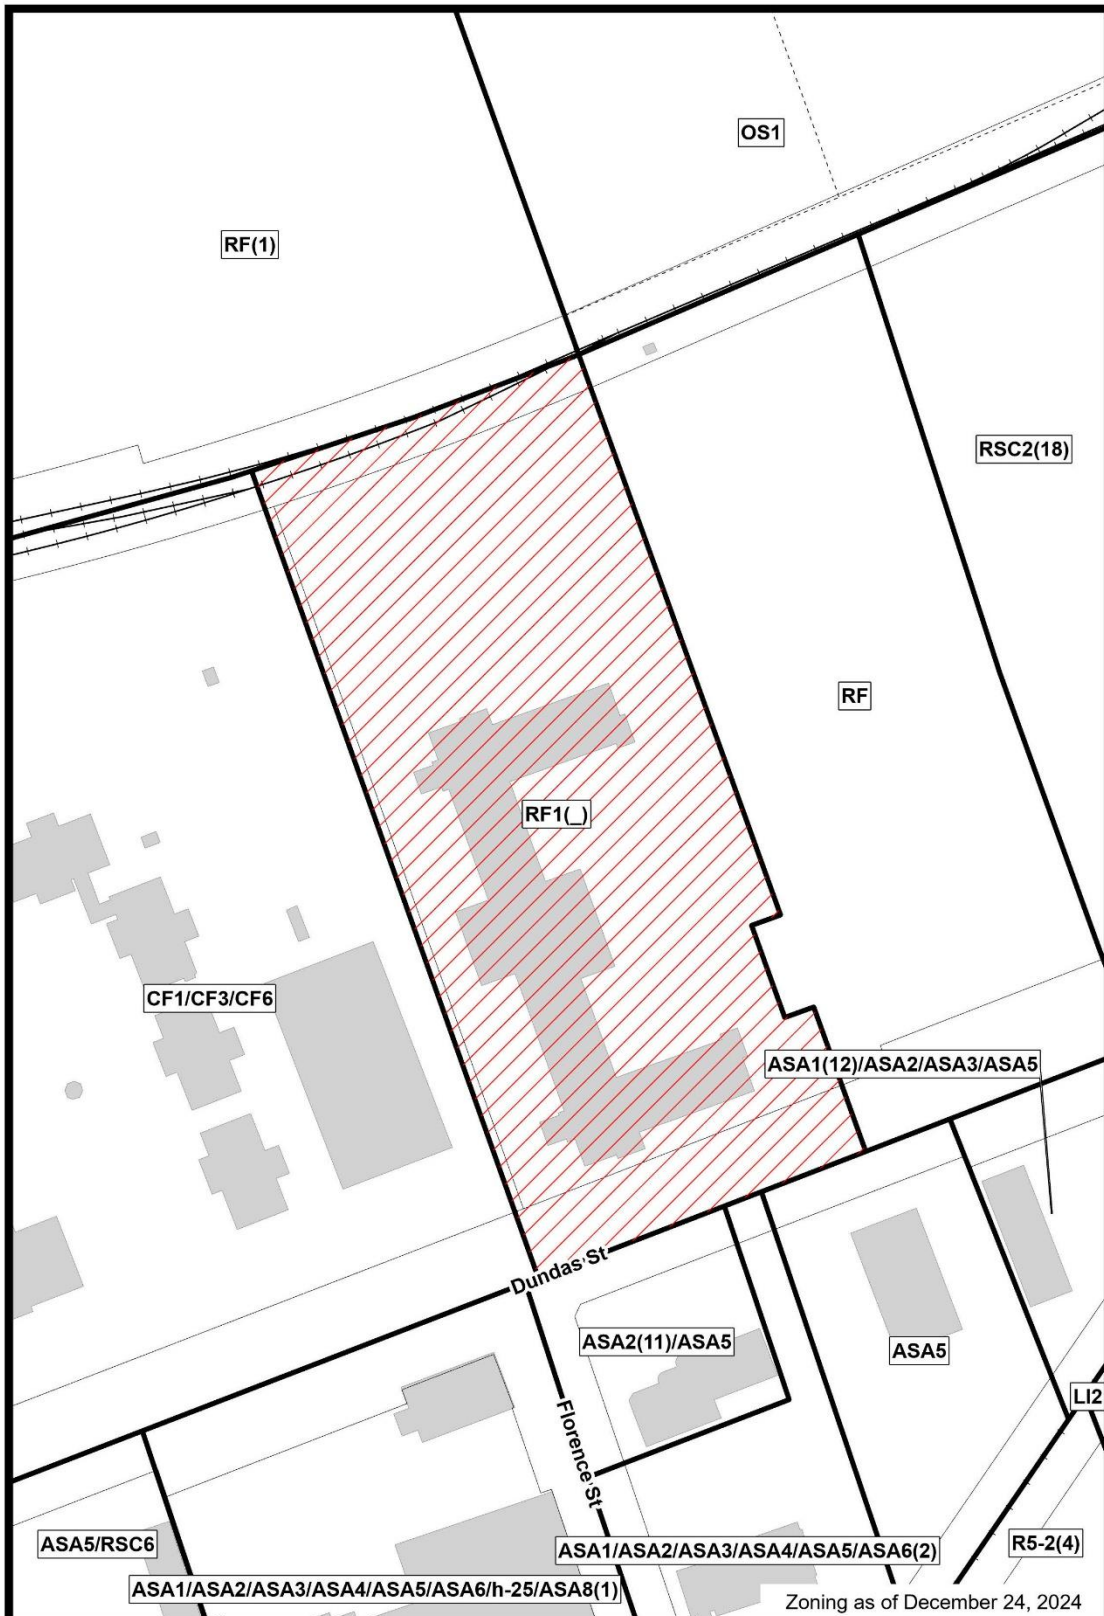 OS1
RF(1)
RSC2(18)
RF
RF1(_)
CF1/CF3/CF6
ASA1(12)/ASA2/ASA3/ASA5
Dundas St
ASA2(11)/ASA5
ASA5
LI2
Florence St
ASA5/RSC6
ASA1/ASA2/ASA3/ASA4/ASA5/ASA6(2)
R5-2(4)
ASA1/ASA2/ASA3/ASA4/ASA5/ASA6/h-25/ASA8(1)
Zoning as of December 24, 2024